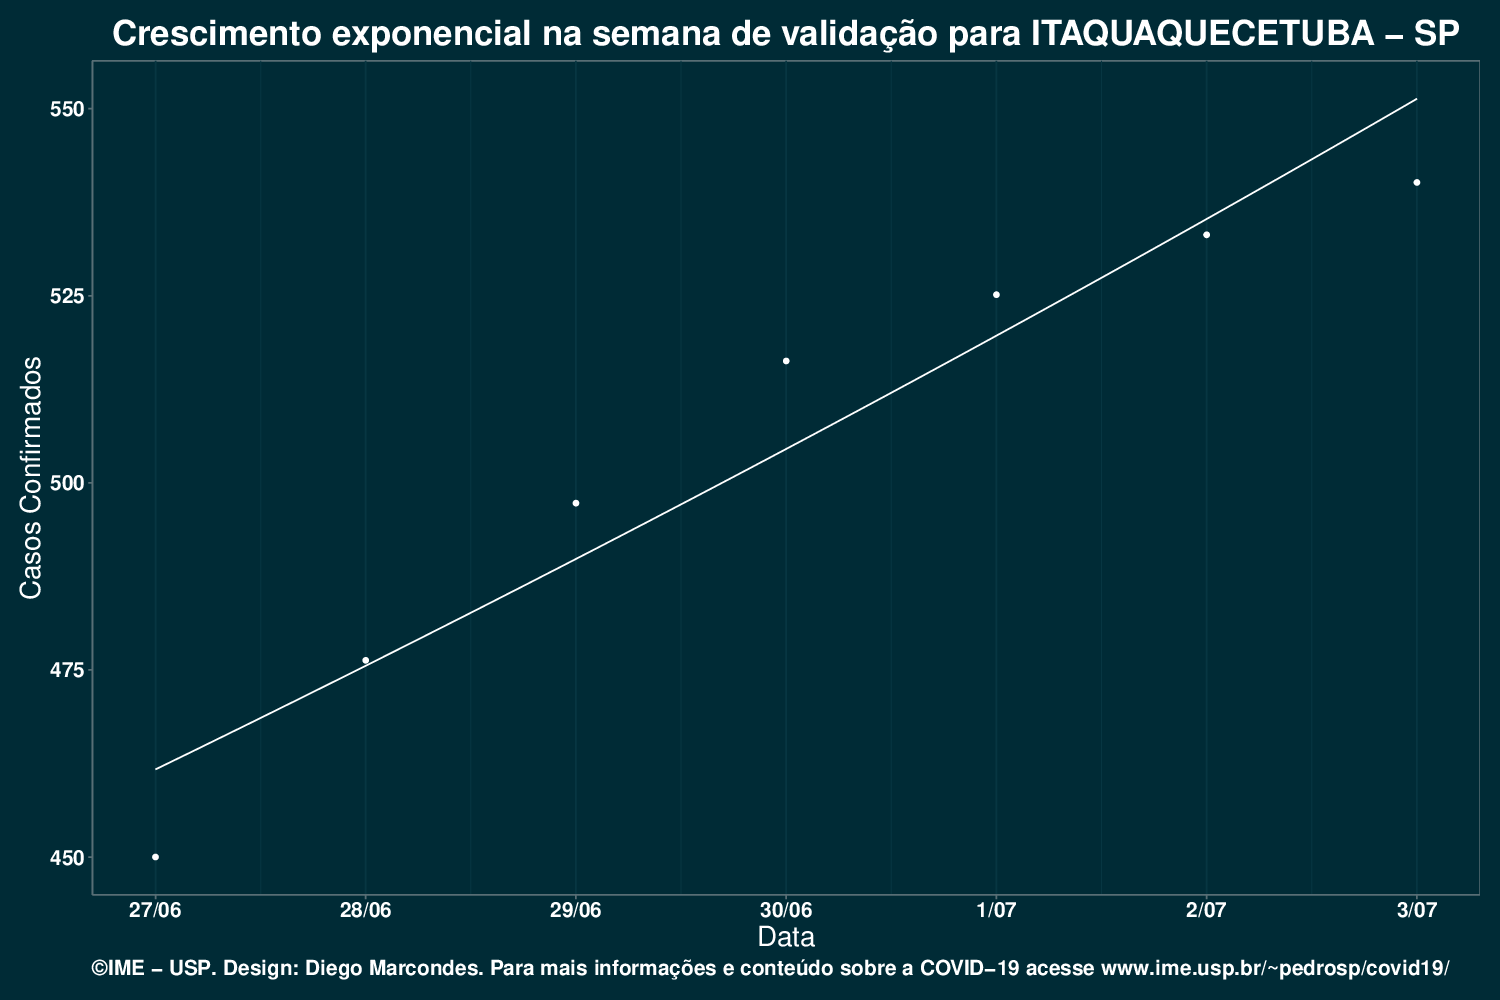 Crescimento exponencial na semana de validação para ITAQUAQUECETUBA – SP
550
525
500
475
450
Casos Confirmados
27/06 28/06 29/06 30/06 1/07 2/07 3/07
Data
©IME – USP. Design: Diego Marcondes. Para mais informações e conteúdo sobre a COVID–19 acesse www.ime.usp.br/~pedrosp/covid19/